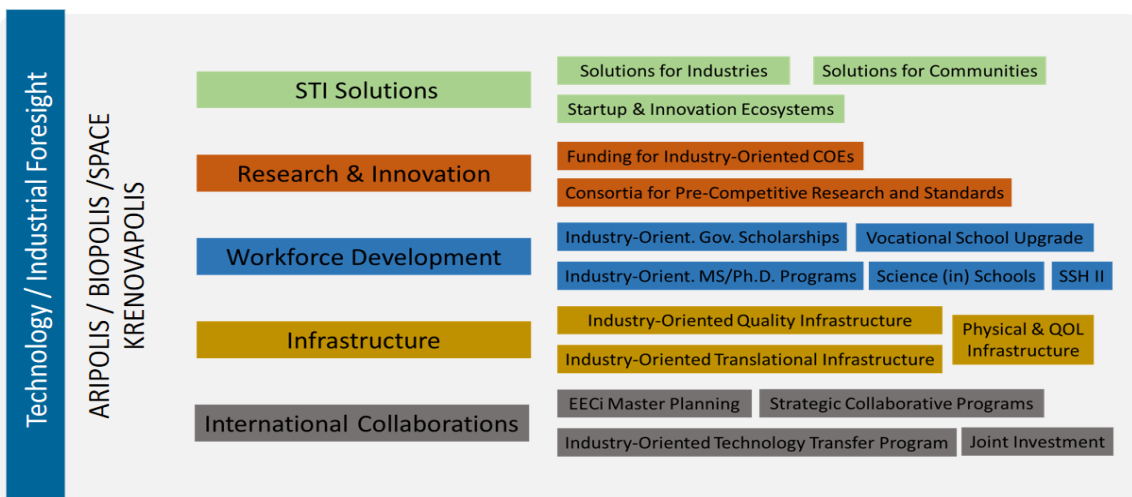 Technology / Industrial Foresight
ARIPOLIS / BIOPOLIS /SPACE
KRENOVAPOLIS
STI Solutions
Solutions for Industries
Solutions for Communities
Startup & Innovation Ecosystems
Research & Innovation
Funding for Industry-Oriented COEs
Consortia for Pre-Competitive Research and Standards
Workforce Development
Industry-Orient. Gov. Scholarships
Vocational School Upgrade
Industry-Orient. MS/Ph.D. Programs
Science (in) Schools
SSH II
Infrastructure
Industry-Oriented Quality Infrastructure
Industry-Oriented Translational Infrastructure
Physical & QOL
Infrastructure
International Collaborations
EECi Master Planning
Strategic Collaborative Programs
Industry-Oriented Technology Transfer Program
Joint Investment